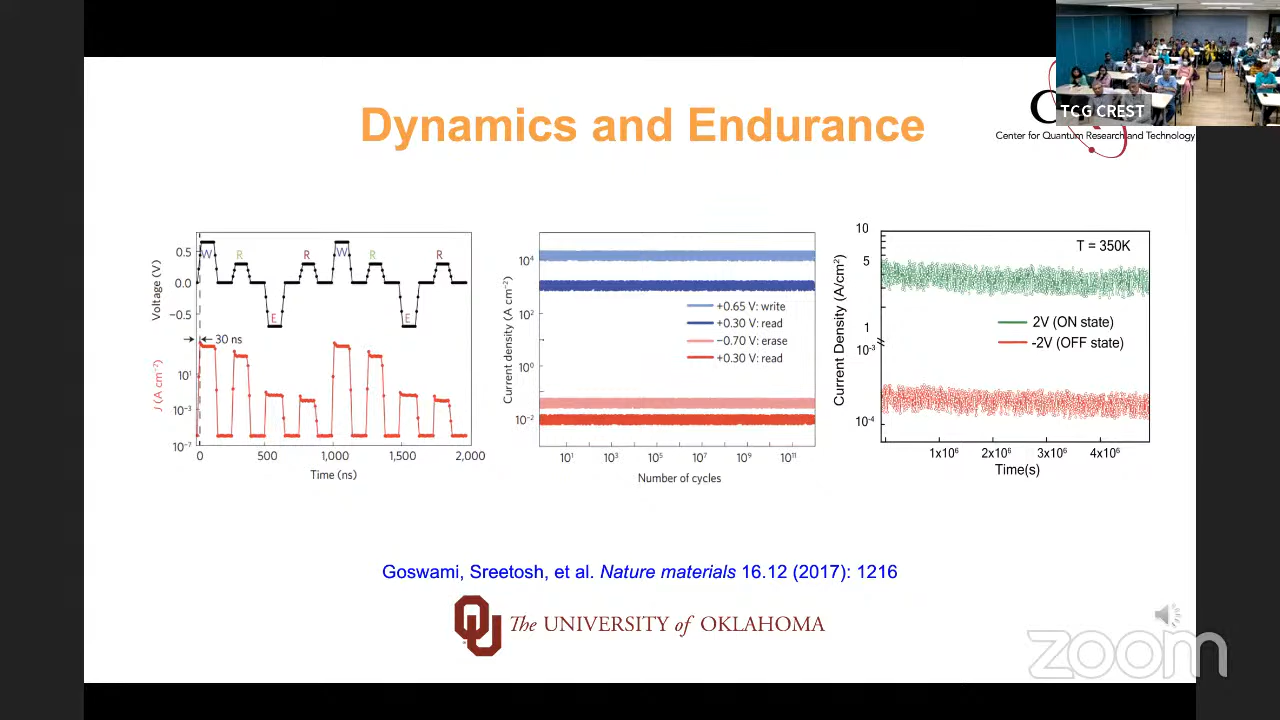 TCG CREST
Dynamics and Endurance
Center for Quantum Research and Technology
W R E R W R E R
0.5
0.0
−0.5
Voltage (V)
30 ns
J (A cm⁻²)
10¹
10⁻³
10⁻⁷
0 500 1,000 1,500 2,000
Time (ns)
Current density (A cm⁻²)
10⁴
10²
10⁰
10⁻²
+0.65 V: write
+0.30 V: read
−0.70 V: erase
+0.30 V: read
10¹ 10³ 10⁵ 10⁷ 10⁹ 10¹¹
Number of cycles
Current Density (A/cm²)
10
5
1
10⁻³
10⁻⁴
T = 350K
2V (ON state)
-2V (OFF state)
1x10⁶ 2x10⁶ 3x10⁶ 4x10⁶
Time(s)
Goswami, Sreetosh, et al. Nature materials 16.12 (2017): 1216
The UNIVERSITY of OKLAHOMA
zoom